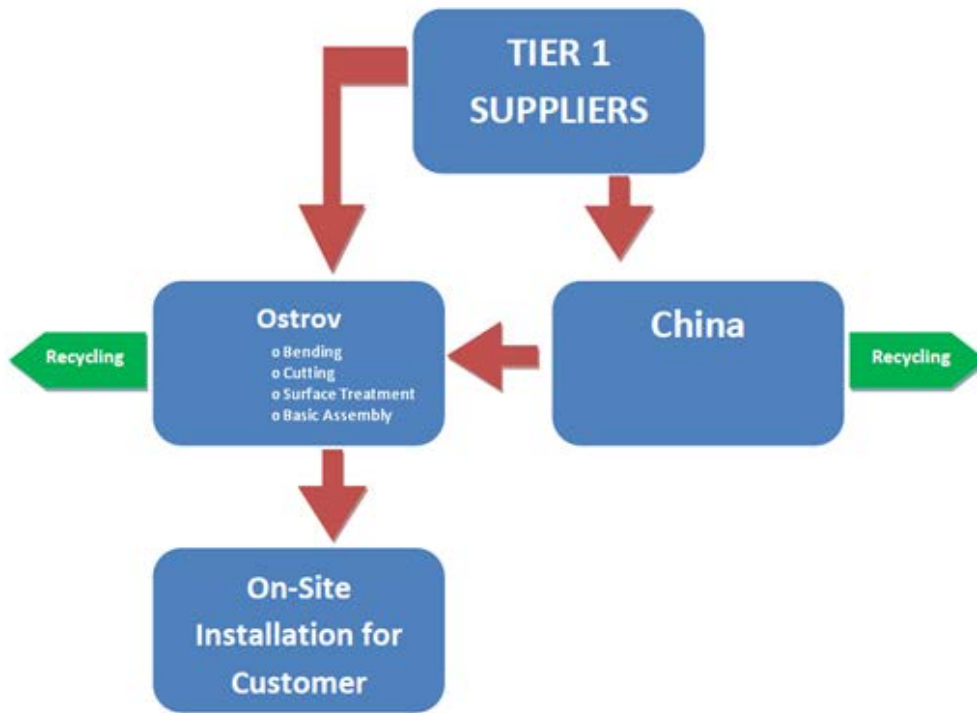 TIER 1
SUPPLIERS
Ostrov
o Bending
o Cutting
o Surface Treatment
o Basic Assembly
China
Recycling
Recycling
On-Site
Installation for
Customer